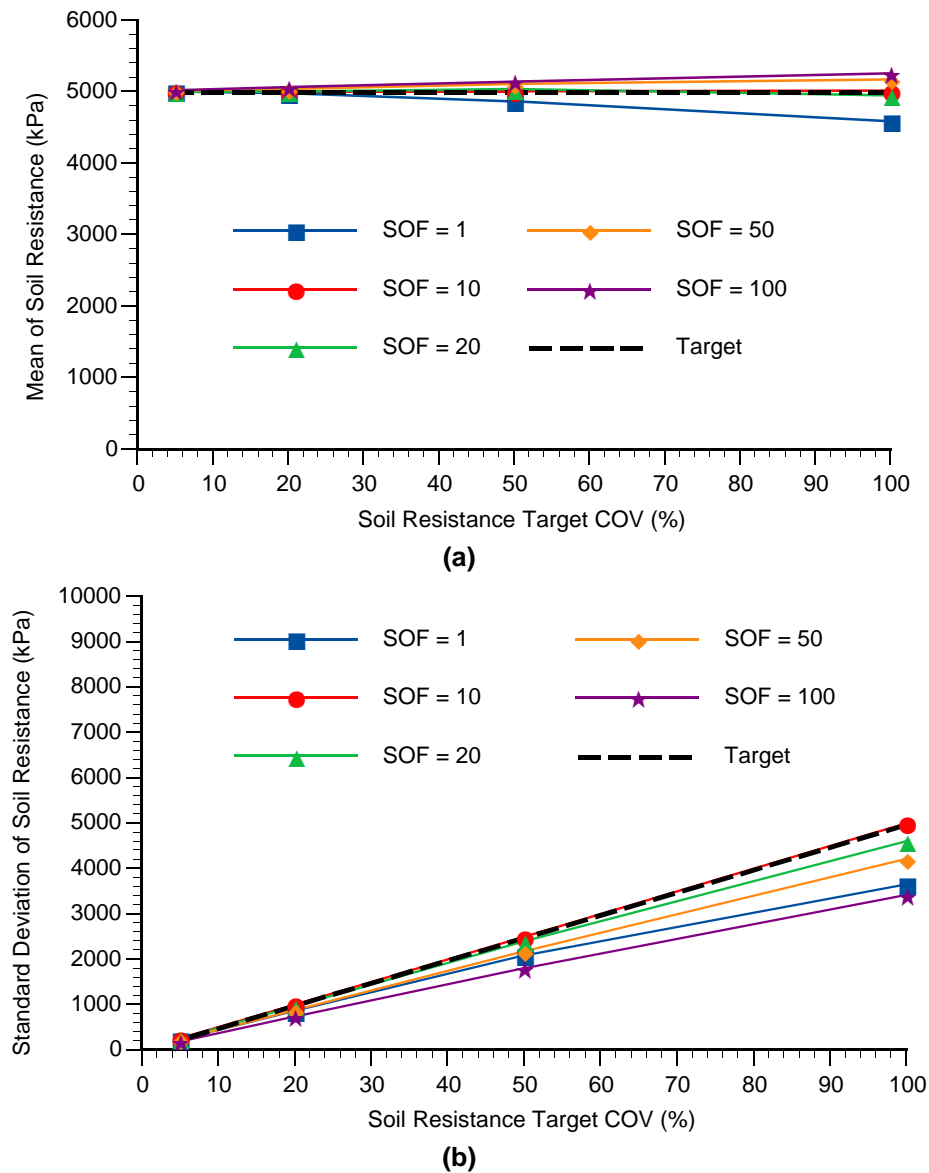 6000
5000
4000
3000
2000
1000
0
Mean of Soil Resistance (kPa)
SOF = 1
SOF = 50
SOF = 10
SOF = 100
SOF = 20
Target
0 10 20 30 40 50 60 70 80 90 100
Soil Resistance Target COV (%)
(a)
10000
9000
8000
7000
6000
5000
4000
3000
2000
1000
0
Standard Deviation of Soil Resistance (kPa)
SOF = 1
SOF = 50
SOF = 10
SOF = 100
SOF = 20
Target
0 10 20 30 40 50 60 70 80 90 100
Soil Resistance Target COV (%)
(b)